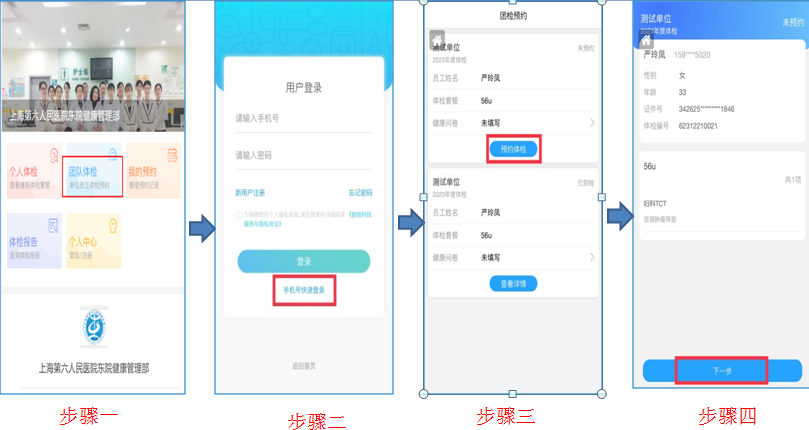 护士站
上海第六人民医院东院健康管理部
个人体检
查看推荐体检套餐
团队体检
单位员工体检预约
我的预约
管理预约记录
体检报告
查询体检报告
个人中心
登陆/注册
上海第六人民医院东院健康管理部
步骤一
用户登录
请输入手机号
请输入密码
新用户注册
忘记密码
登录
手机号快速登录
返回首页
步骤二
团检预约
测试单位
未预约
2023年度体检
员工姓名 严玲凤
体检套餐 56u
健康问卷 未填写
预约体检
测试单位
已到检
2023年度体检
员工姓名 严玲凤
体检套餐 56u
健康问卷 未填写
查看详情
步骤三
测试单位
未预约
2023年度体检
严玲凤 159****5020
性别 女
年龄 33
证件号 342625*********1846
体检编号 62312210021
56u
共1项
妇科TCT
宫颈肿瘤筛查
下一步
步骤四